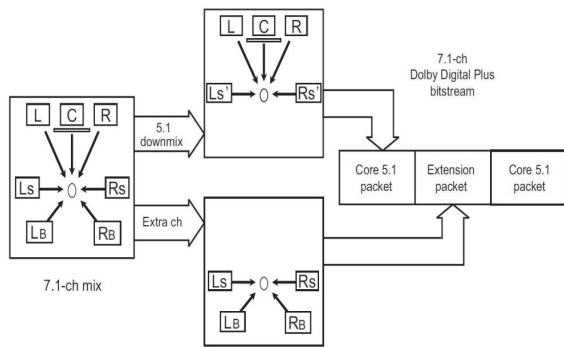 L C R
Ls Rs
LB RB
7.1-ch mix
5.1
downmix
Extra ch
L C R
Ls' Rs'
Ls Rs
LB RB
7.1-ch
Dolby Digital Plus
bitstream
Core 5.1
packet
Extension
packet
Core 5.1
packet